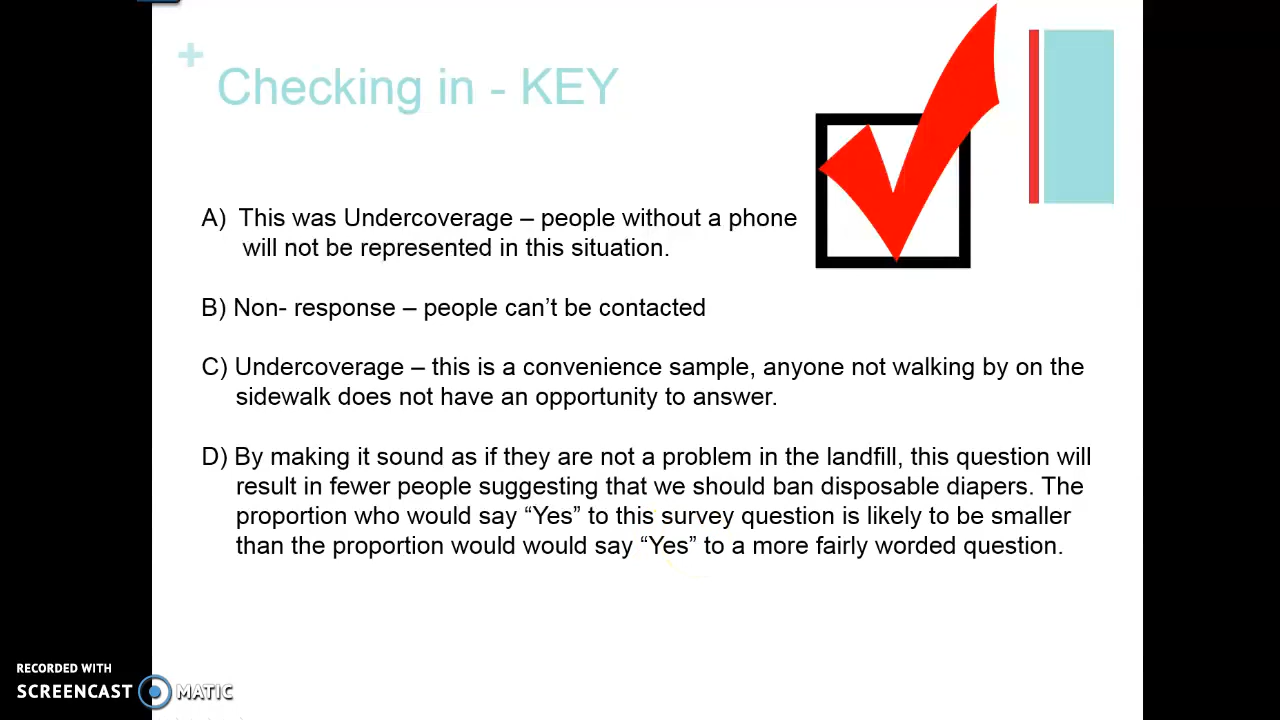 +
Checking in - KEY
A) This was Undercoverage – people without a phone
will not be represented in this situation.
B) Non- response – people can’t be contacted
C) Undercoverage – this is a convenience sample, anyone not walking by on the
sidewalk does not have an opportunity to answer.
D) By making it sound as if they are not a problem in the landfill, this question will
result in fewer people suggesting that we should ban disposable diapers. The
proportion who would say “Yes” to this survey question is likely to be smaller
than the proportion would would say “Yes” to a more fairly worded question.
RECORDED WITH
SCREENCAST MATIC